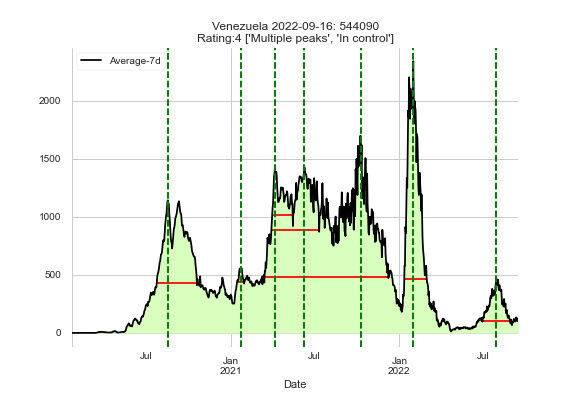 Venezuela 2022-09-16: 544090
Rating:4 ['Multiple peaks', 'In control']
Average-7d
2000
1500
1000
500
0
Jul
Jan
2021
Jul
Jan
2022
Jul
Date